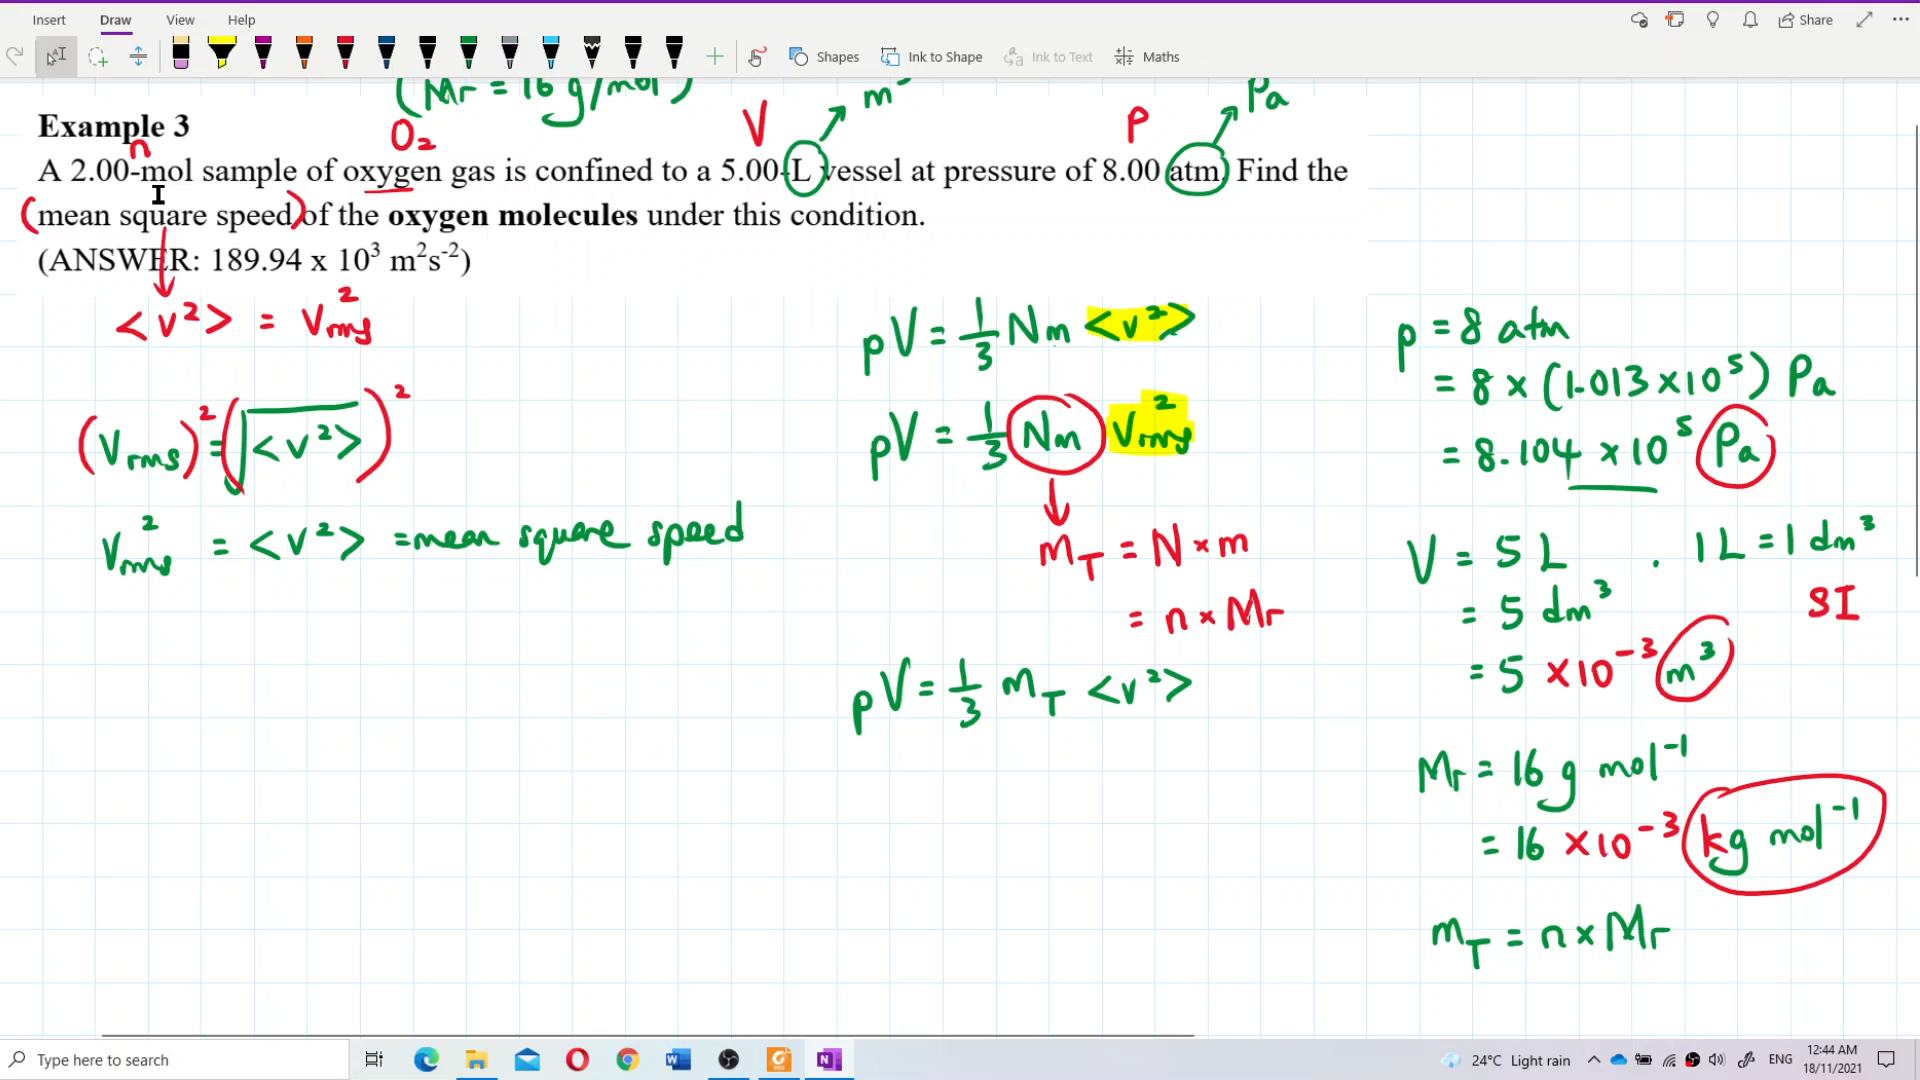 Insert Draw View Help Share
Shapes Ink to Shape Ink to Text Maths
(Mr = 16 g/mol)
Example 3
n O₂ V m P Pa
A 2.00-mol sample of oxygen gas is confined to a 5.00-L vessel at pressure of 8.00 atm. Find the
(mean square speed) of the oxygen molecules under this condition.
(ANSWER: 189.94 x 10³ m²s⁻²)
<v²> = Vrms²
(Vrms)² = (√<v²>)²
Vrms² = <v²> = mean square speed
pV = 1/3 Nm <v²>
pV = 1/3 Nm Vrms²
mT = N × m
= n × Mr
pV = 1/3 mT <v²>
p = 8 atm
= 8 × (1.013 × 10⁵) Pa
= 8.104 × 10⁵ Pa
V = 5 L . 1 L = 1 dm³
= 5 dm³ SI
= 5 × 10⁻³ m³
Mr = 16 g mol⁻¹
= 16 × 10⁻³ kg mol⁻¹
mT = n × Mr
Type here to search
24°C Light rain ENG 12:44 AM
18/11/2021